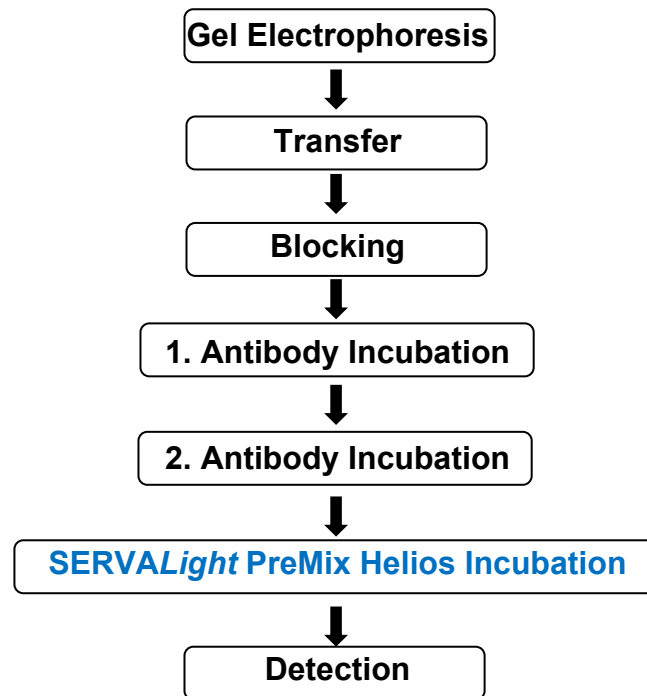 Gel Electrophoresis
Transfer
Blocking
1. Antibody Incubation
2. Antibody Incubation
SERVALight PreMix Helios Incubation
Detection